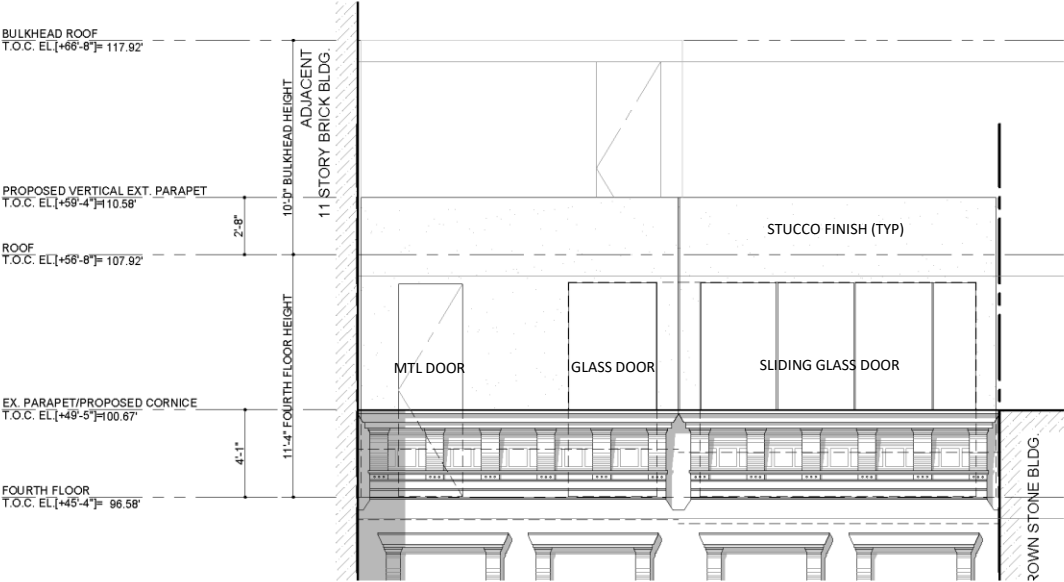 BULKHEAD ROOF
T.O.C. EL.[+66'-8"]= 117.92'
ADJACENT
11 STORY BRICK BLDG.
10'-0" BULKHEAD HEIGHT
PROPOSED VERTICAL EXT. PARAPET
T.O.C. EL.[+59'-4"]=110.58'
2'-8"
STUCCO FINISH (TYP)
ROOF
T.O.C. EL.[+56'-8"]= 107.92'
11'-4" FOURTH FLOOR HEIGHT
MTL DOOR
GLASS DOOR
SLIDING GLASS DOOR
EX. PARAPET/PROPOSED CORNICE
T.O.C. EL.[+49'-5"]=100.67'
4'-1"
FOURTH FLOOR
T.O.C. EL.[+45'-4"]= 96.58'
ROWN STONE BLDG.